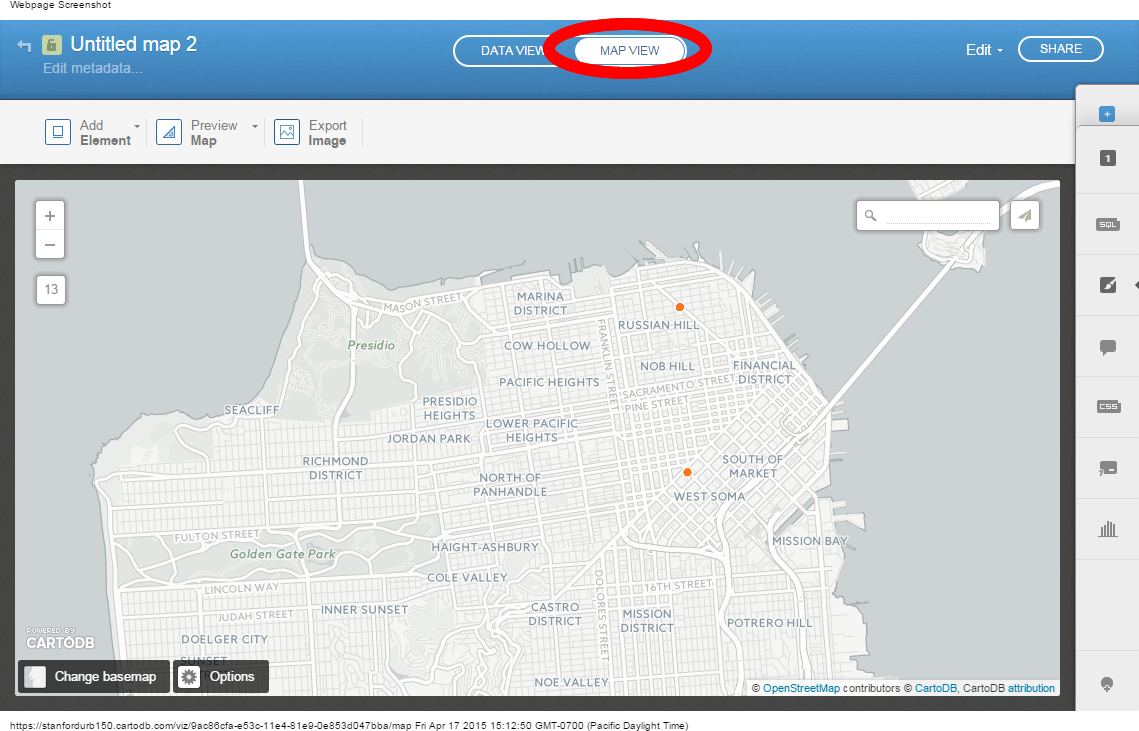 Webpage Screenshot
Untitled map 2
Edit metadata...
DATA VIEW
MAP VIEW
Edit
SHARE
Add
Element
Preview
Map
Export
Image
+
−
13
1
SQL
CSS
MASON STREET
MARINA
DISTRICT
RUSSIAN HILL
Presidio
COW HOLLOW
FRANKLIN STREET
NOB HILL
FINANCIAL
DISTRICT
PACIFIC HEIGHTS
SACRAMENTO STREET
PINE STREET
SEACLIFF
PRESIDIO
HEIGHTS
LOWER PACIFIC
HEIGHTS
JORDAN PARK
RICHMOND
DISTRICT
SOUTH OF
MARKET
NORTH OF
PANHANDLE
WEST SOMA
FULTON STREET
Golden Gate Park
HAIGHT-ASHBURY
MISSION BAY
COLE VALLEY
LINCOLN WAY
DOLORES STREET
16TH STREET
JUDAH STREET
INNER SUNSET
CASTRO
DISTRICT
MISSION
DISTRICT
POTRERO HILL
POWERED BY
CARTODB
DOELGER CITY
SUNSET
NOE VALLEY
Change basemap
Options
© OpenStreetMap contributors © CartoDB, CartoDB attribution
https://stanfordurb150.cartodb.com/viz/9ac86cfa-e53c-11e4-81e9-0e853d047bba/map Fri Apr 17 2015 15:12:50 GMT-0700 (Pacific Daylight Time)